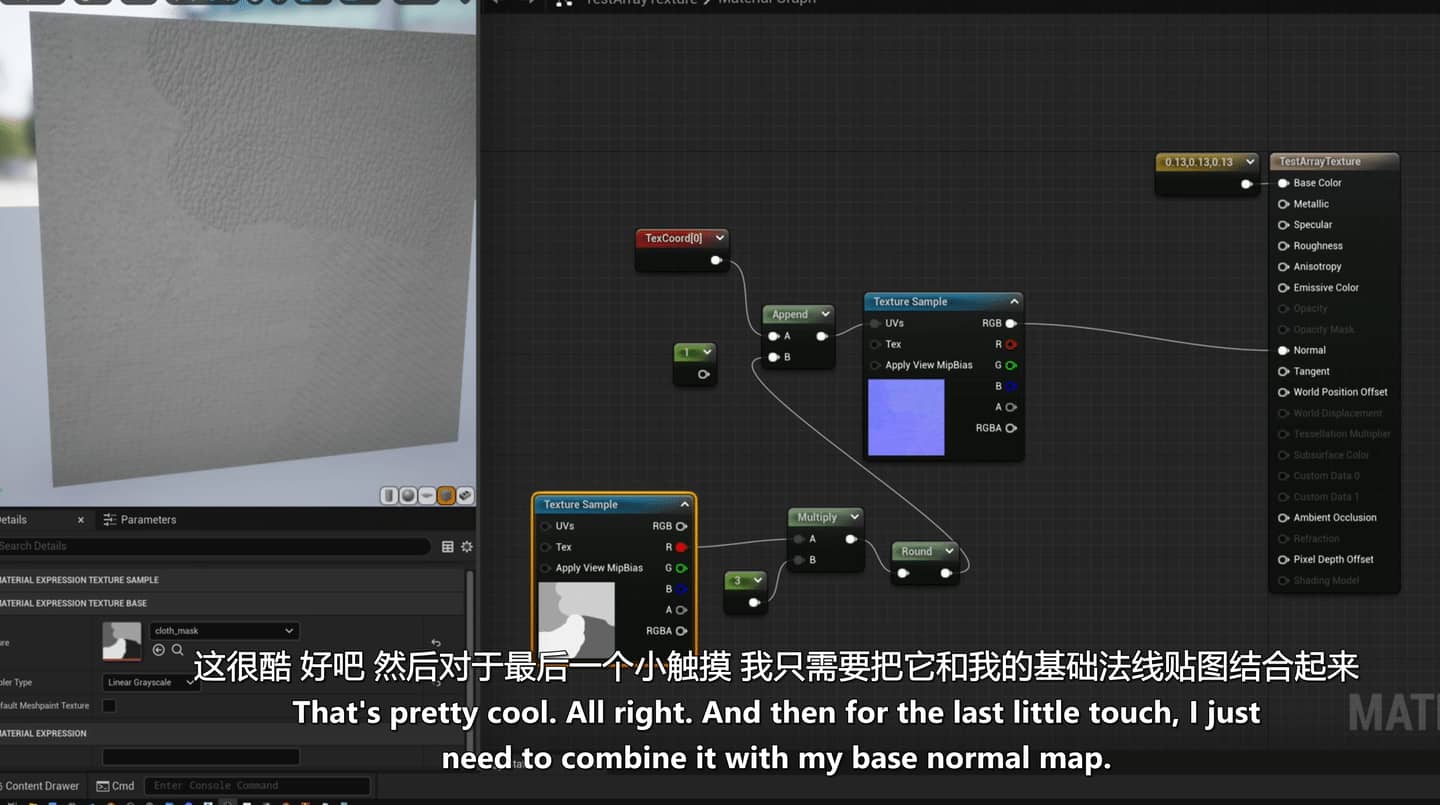 TestArrayTexture
Material Graph
0.13,0.13,0.13
TestArrayTexture
Base Color
Metallic
Specular
Roughness
Anisotropy
Emissive Color
Opacity
Opacity Mask
Normal
Tangent
World Position Offset
World Displacement
Tessellation Multiplier
Subsurface Color
Custom Data 0
Custom Data 1
Ambient Occlusion
Refraction
Pixel Depth Offset
Shading Model
TexCoord[0]
Append
A
B
1
Texture Sample
UVs RGB
Tex R
Apply View MipBias G
B
A
RGBA
Texture Sample
UVs RGB
Tex R
Apply View MipBias G
B
A
RGBA
Multiply
A
B
3
Round
etails Parameters
Search Details
MATERIAL EXPRESSION TEXTURE SAMPLE
MATERIAL EXPRESSION TEXTURE BASE
ure cloth_mask
pler Type Linear Grayscale
fault Meshpaint Texture
MATERIAL EXPRESSION
这很酷 好吧 然后对于最后一个小触摸 我只需要把它和我的基础法线贴图结合起来
That's pretty cool. All right. And then for the last little touch, I just
need to combine it with my base normal map.
MAT
Content Drawer Cmd Enter Console Command